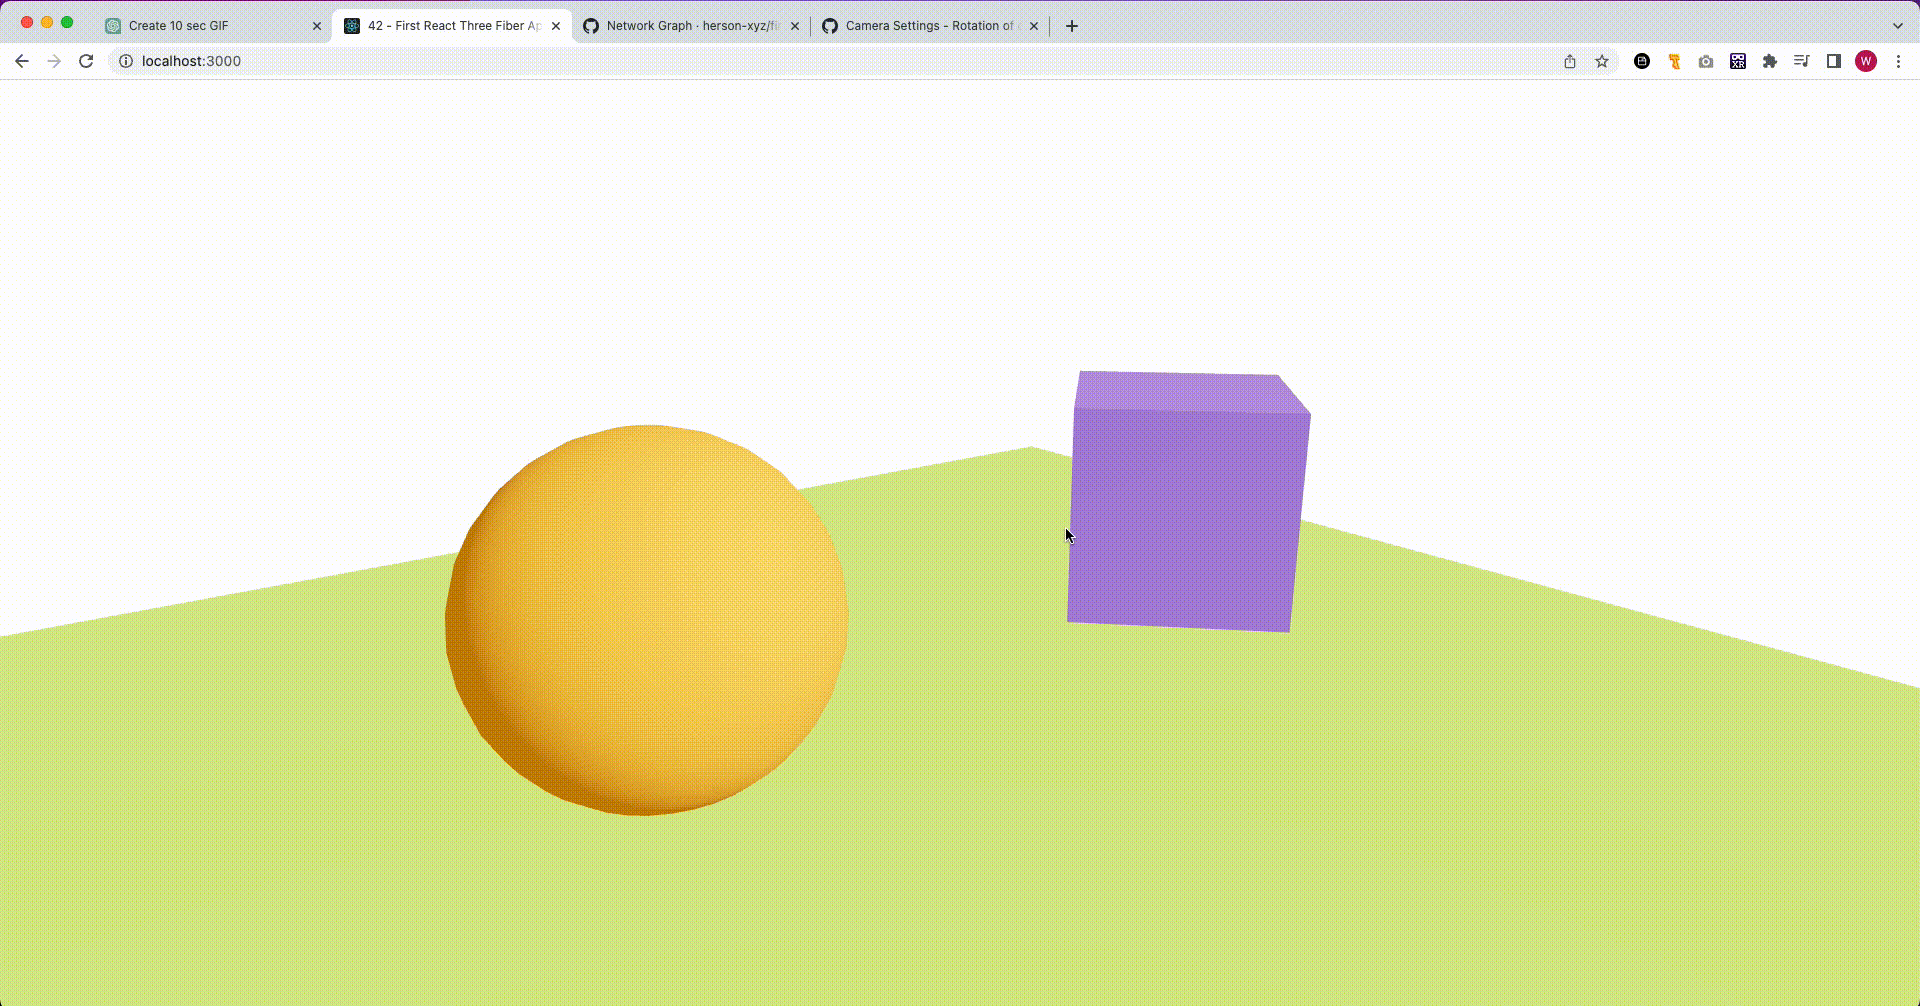 Create 10 sec GIF
42 - First React Three Fiber Ap
Network Graph · herson-xyz/fi
Camera Settings - Rotation of
localhost:3000
XR
W